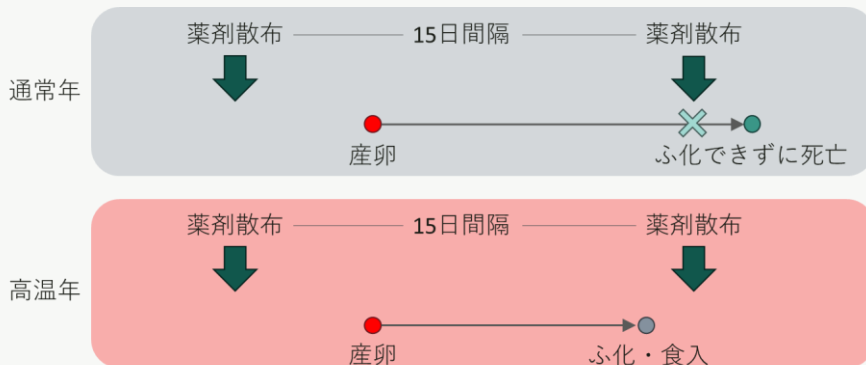 薬剤散布 15日間隔 薬剤散布
通常年
産卵 ふ化できずに死亡
薬剤散布 15日間隔 薬剤散布
高温年
産卵 ふ化・食入